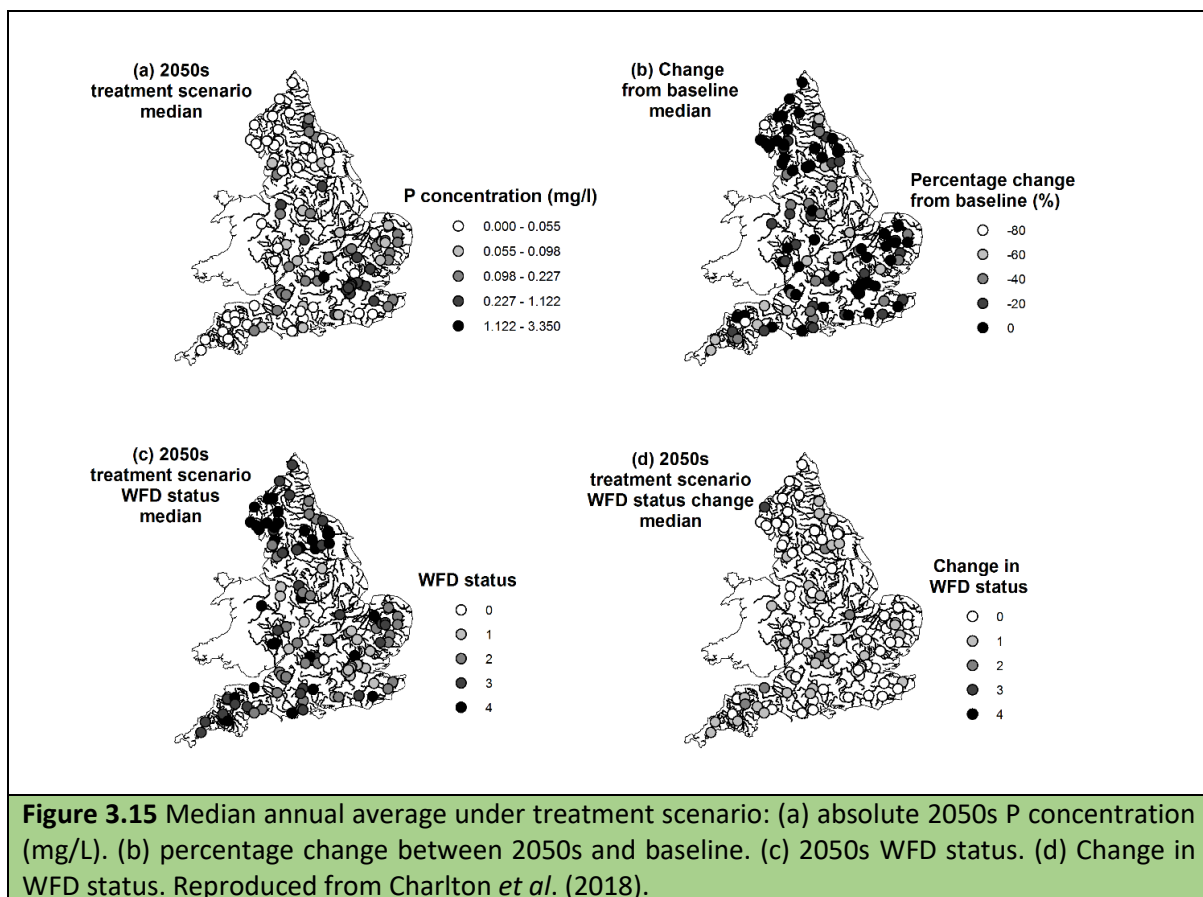 (a) 2050s
treatment scenario
median
P concentration (mg/l)
0.000 - 0.055
0.055 - 0.098
0.098 - 0.227
0.227 - 1.122
1.122 - 3.350
(b) Change
from baseline
median
Percentage change
from baseline (%)
-80
-60
-40
-20
0
(c) 2050s
treatment scenario
WFD status
median
WFD status
0
1
2
3
4
(d) 2050s
treatment scenario
WFD status change
median
Change in
WFD status
0
1
2
3
4
Figure 3.15 Median annual average under treatment scenario: (a) absolute 2050s P concentration
(mg/L). (b) percentage change between 2050s and baseline. (c) 2050s WFD status. (d) Change in
WFD status. Reproduced from Charlton et al. (2018).